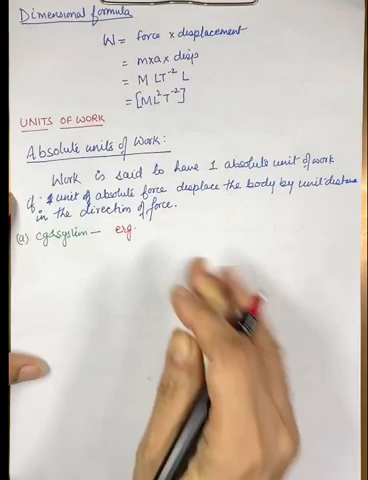 Dimensional formula
W = force × displacement
= m×a × disp
= M LT⁻² L
= [ML²T⁻²]
UNITS OF WORK
Absolute units of Work:
Work is said to have 1 absolute unit of work
if unit of absolute force displace the body by unit distance
in the direction of force.
(a) cgs system — erg.